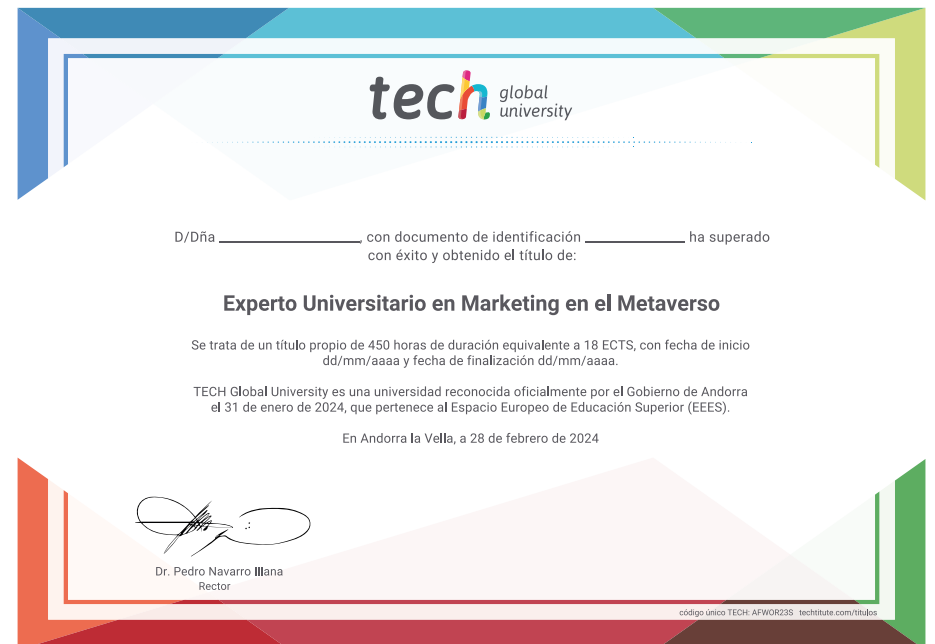 tech global
university
D/Dña ______________, con documento de identificación __________ ha superado
con éxito y obtenido el título de:
Experto Universitario en Marketing en el Metaverso
Se trata de un título propio de 450 horas de duración equivalente a 18 ECTS, con fecha de inicio
dd/mm/aaaa y fecha de finalización dd/mm/aaaa.
TECH Global University es una universidad reconocida oficialmente por el Gobierno de Andorra
el 31 de enero de 2024, que pertenece al Espacio Europeo de Educación Superior (EEES).
En Andorra la Vella, a 28 de febrero de 2024
Dr. Pedro Navarro Illana
Rector
código único TECH: AFWOR23S techtitute.com/titulos